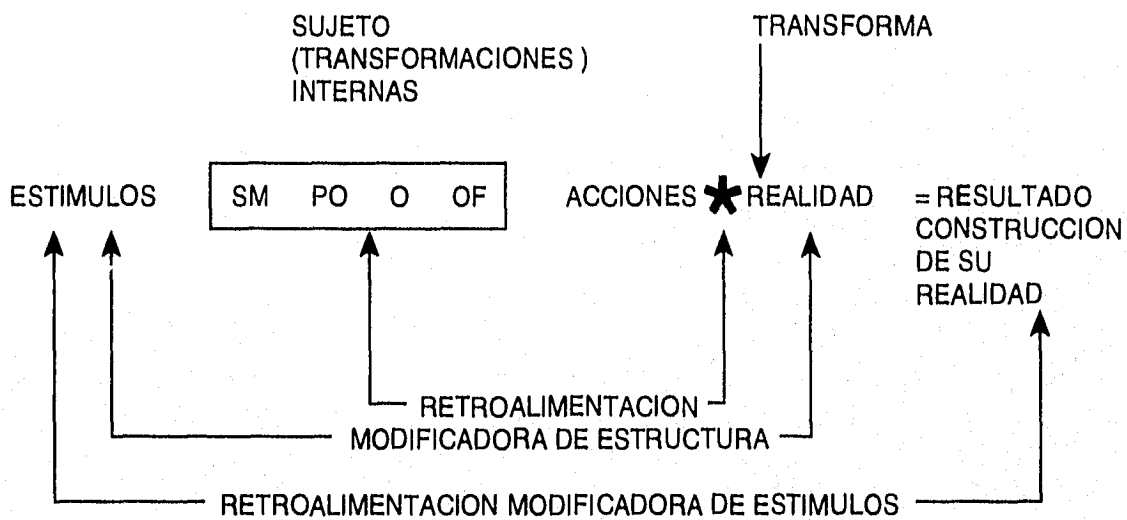 SUJETO
(TRANSFORMACIONES )
INTERNAS
TRANSFORMA
ESTIMULOS
SM PO O OF
ACCIONES * REALIDAD
= RESULTADO
CONSTRUCCION
DE SU
REALIDAD
RETROALIMENTACION
MODIFICADORA DE ESTRUCTURA
RETROALIMENTACION MODIFICADORA DE ESTIMULOS